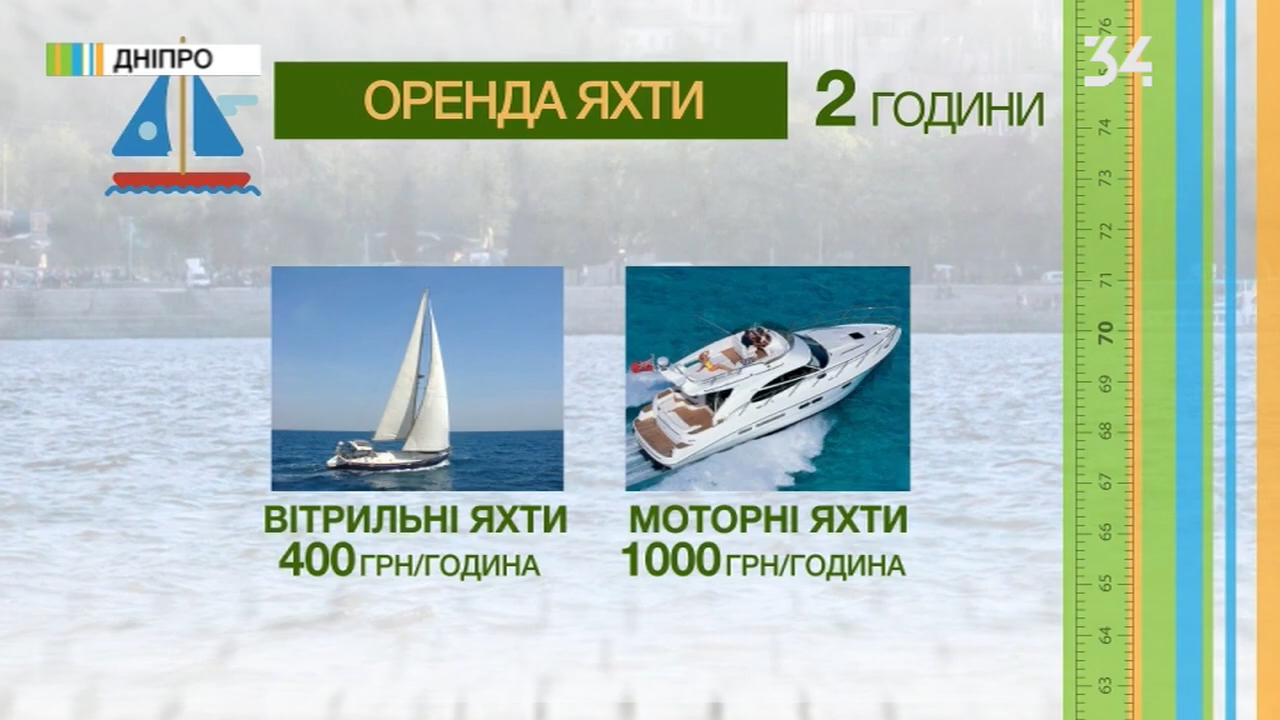 ДНІПРО
ОРЕНДА ЯХТИ
2 ГОДИНИ
34
ВІТРИЛЬНІ ЯХТИ
400 ГРН/ГОДИНА
МОТОРНІ ЯХТИ
1000 ГРН/ГОДИНА
76
74
73
72
71
70
69
68
67
66
65
64
63